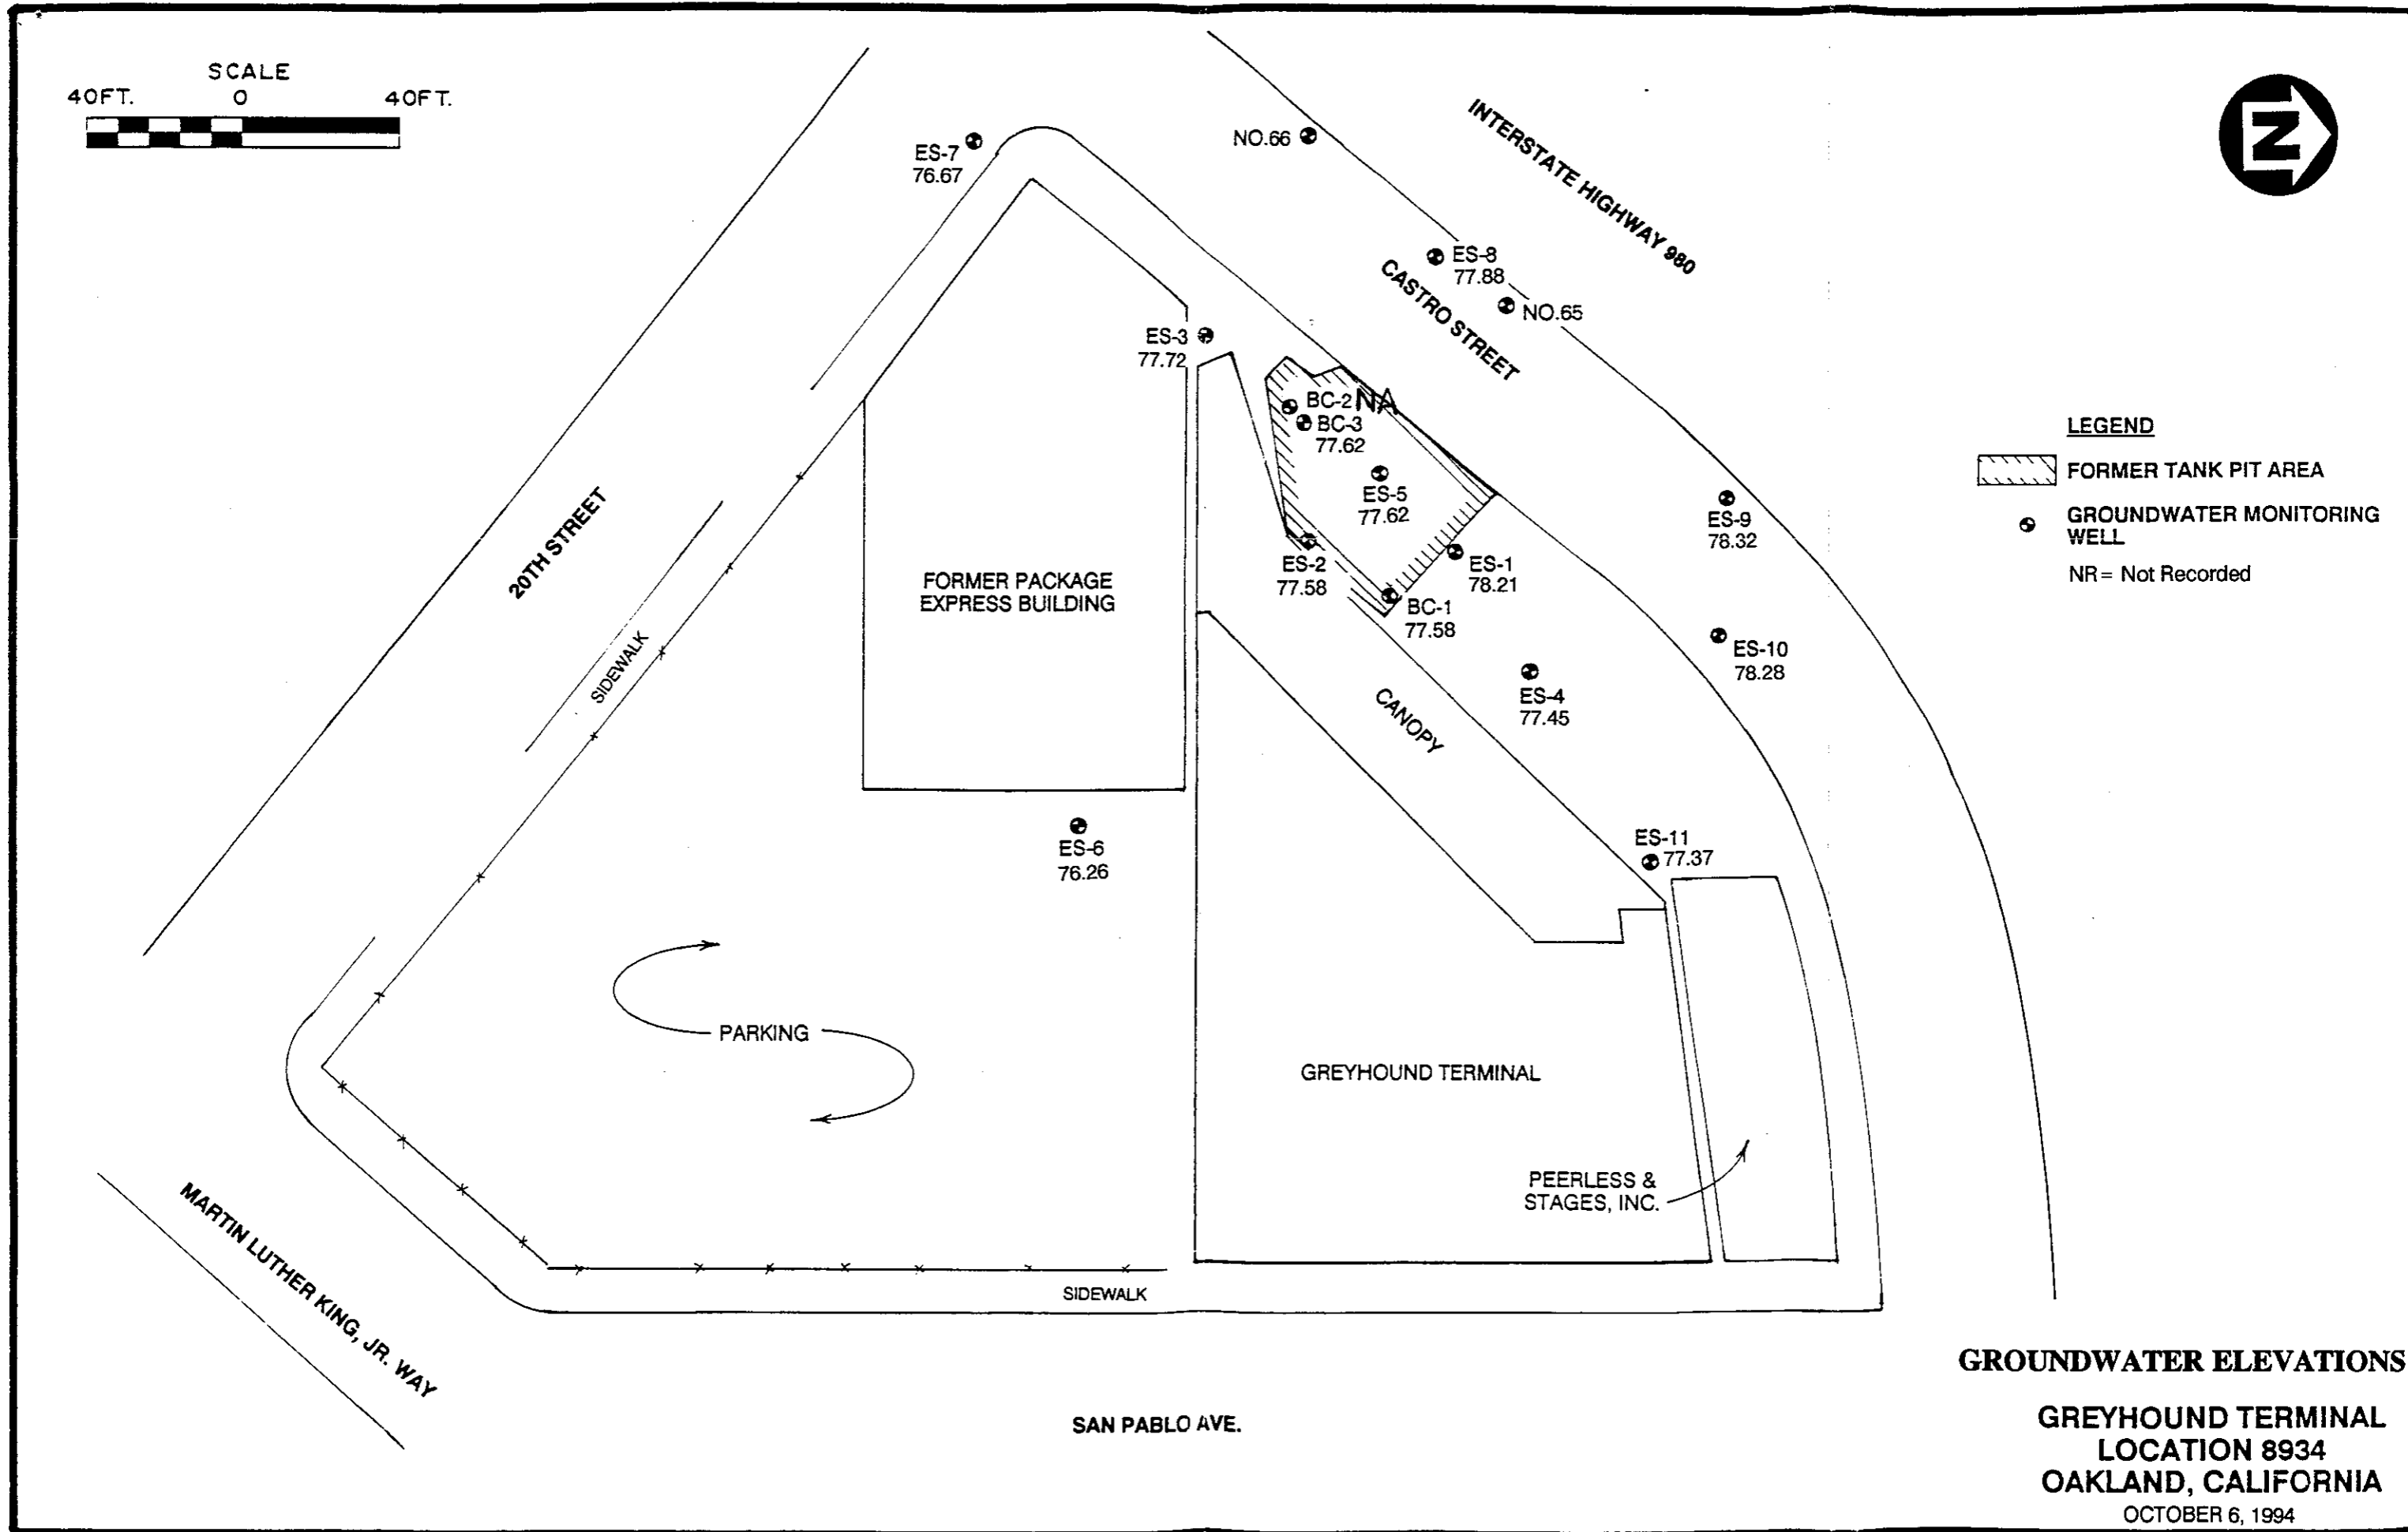 SCALE
40FT. 0 40FT.
N
INTERSTATE HIGHWAY 980
NO.66
ES-7
76.67
ES-8
77.88
NO.65
CASTRO STREET
ES-3
77.72
BC-2 NA
BC-3
77.62
ES-5
77.62
LEGEND
FORMER TANK PIT AREA
GROUNDWATER MONITORING
WELL
NR= Not Recorded
ES-9
78.32
20TH STREET
FORMER PACKAGE
EXPRESS BUILDING
ES-2
77.58
ES-1
78.21
BC-1
77.58
SIDEWALK
ES-10
78.28
ES-4
77.45
CANOPY
ES-6
76.26
ES-11
77.37
PARKING
GREYHOUND TERMINAL
PEERLESS &
STAGES, INC.
MARTIN LUTHER KING, JR. WAY
SIDEWALK
SAN PABLO AVE.
GROUNDWATER ELEVATIONS
GREYHOUND TERMINAL
LOCATION 8934
OAKLAND, CALIFORNIA
OCTOBER 6, 1994